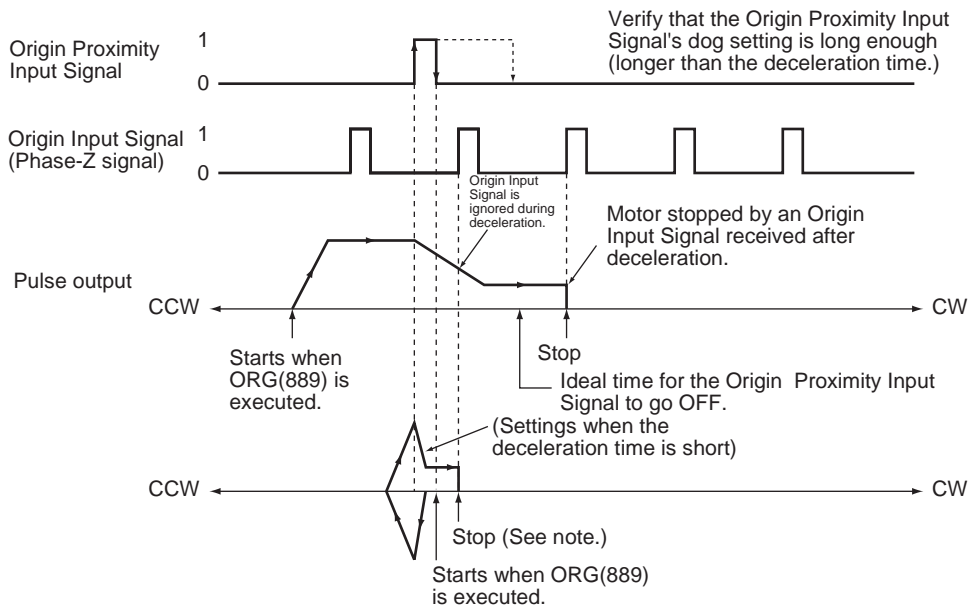 Verify that the Origin Proximity Input
Signal's dog setting is long enough
(longer than the deceleration time.)
Origin Proximity
Input Signal
1
0
Origin Input Signal
(Phase-Z signal)
1
0
Origin Input
Signal is
ignored during
deceleration.
Motor stopped by an Origin
Input Signal received after
deceleration.
Pulse output
CCW
CW
Starts when
ORG(889) is
executed.
Stop
Ideal time for the Origin Proximity Input
Signal to go OFF.
(Settings when the
deceleration time is short)
CCW
CW
Stop (See note.)
Starts when ORG(889)
is executed.